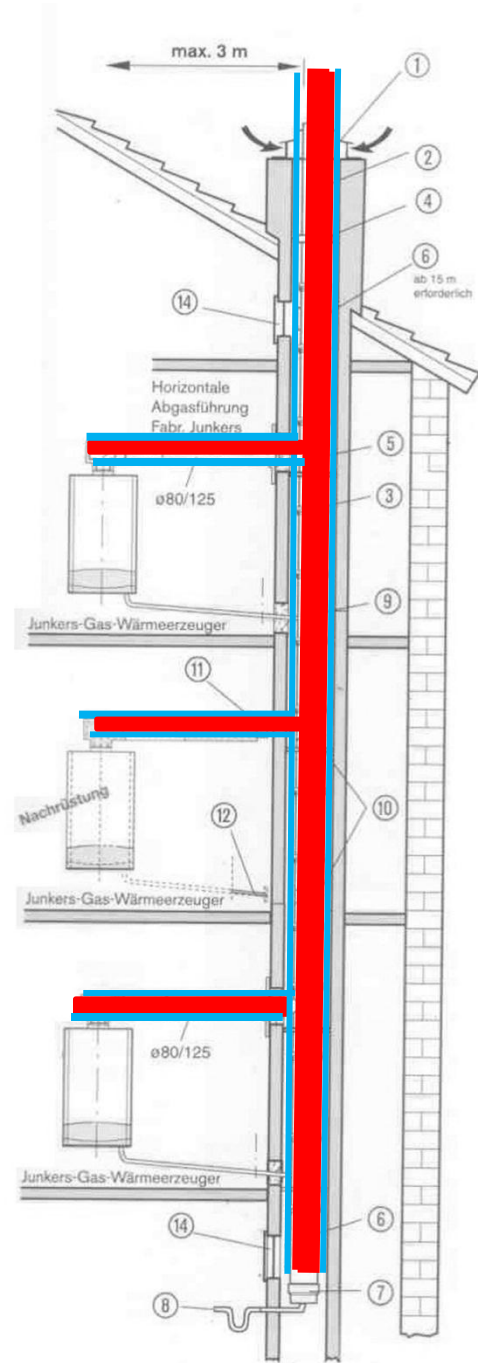 max. 3 m
①
②
④
⑥
ab 15 m
erforderlich
⑭
Horizontale
Abgasführung
Fabr. Junkers
⑤
ø80/125
③
⑨
Junkers-Gas-Wärmeerzeuger
⑪
⑩
Nachrüstung
⑫
Junkers-Gas-Wärmeerzeuger
ø80/125
Junkers-Gas-Wärmeerzeuger
⑥
⑭
⑦
⑧